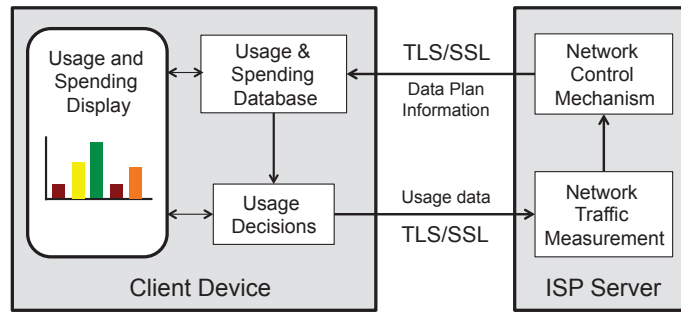 Usage and
Spending
Display
Usage &
Spending
Database
Usage
Decisions
Client Device
TLS/SSL
Data Plan
Information
Usage data
TLS/SSL
Network
Control
Mechanism
Network
Traffic
Measurement
ISP Server